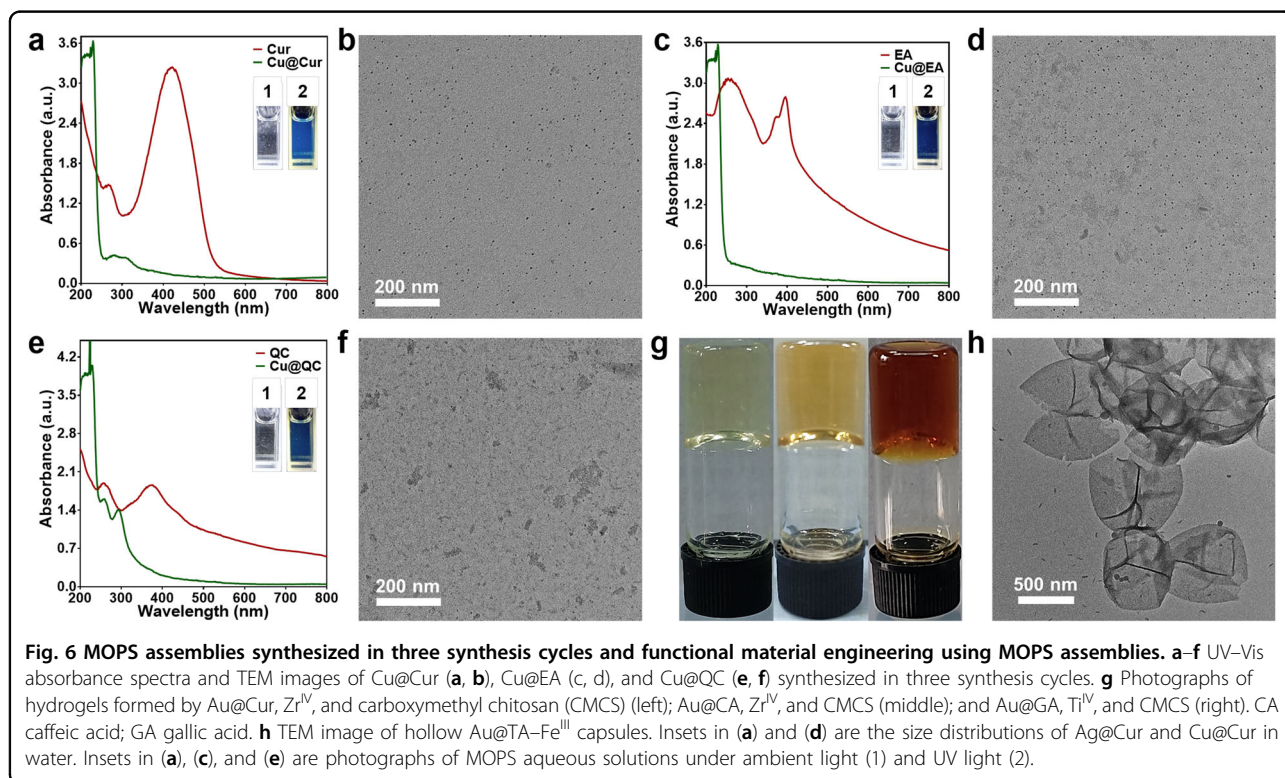 a
3.6
3.0
2.4
1.8
1.2
0.6
0.0
Absorbance (a.u.)
200 300 400 500 600 700 800
Wavelength (nm)
Cur
Cu@Cur
1 2
b
200 nm
c
3.6
3.0
2.4
1.8
1.2
0.6
0.0
Absorbance (a.u.)
200 300 400 500 600 700 800
Wavelength (nm)
EA
Cu@EA
1 2
d
200 nm
e
4.2
3.5
2.8
2.1
1.4
0.7
0.0
Absorbance (a.u.)
200 300 400 500 600 700 800
Wavelength (nm)
QC
Cu@QC
1 2
f
200 nm
g
h
500 nm
Fig. 6 MOPS assemblies synthesized in three synthesis cycles and functional material engineering using MOPS assemblies. a–f UV–Vis
absorbance spectra and TEM images of Cu@Cur (a, b), Cu@EA (c, d), and Cu@QC (e, f) synthesized in three synthesis cycles. g Photographs of
hydrogels formed by Au@Cur, Zr^IV, and carboxymethyl chitosan (CMCS) (left); Au@CA, Zr^IV, and CMCS (middle); and Au@GA, Ti^IV, and CMCS (right). CA
caffeic acid; GA gallic acid. h TEM image of hollow Au@TA–Fe^III capsules. Insets in (a) and (d) are the size distributions of Ag@Cur and Cu@Cur in
water. Insets in (a), (c), and (e) are photographs of MOPS aqueous solutions under ambient light (1) and UV light (2).